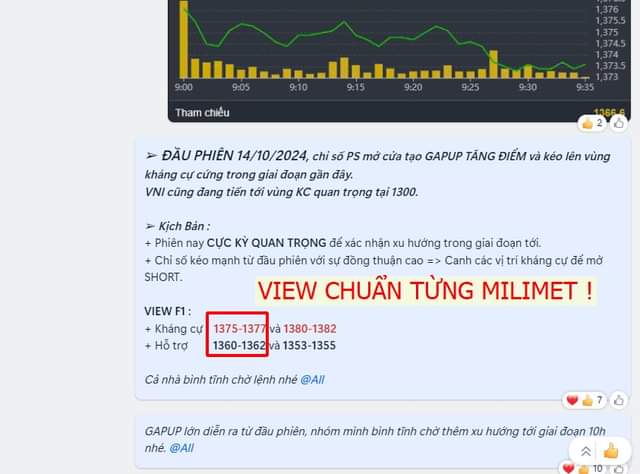 1,376
1,375.5
1,375
1,374.5
1,374
1,373.5
1,373
9:00 9:05 9:10 9:15 9:20 9:25 9:30 9:35
Tham chiếu 1366.6
2
➢ ĐẦU PHIÊN 14/10/2024, chỉ số PS mở cửa tạo GAPUP TĂNG ĐIỂM và kéo lên vùng
kháng cự cứng trong giai đoạn gần đây.
VNI cũng đang tiến tới vùng KC quan trọng tại 1300.
➢ Kịch Bản :
+ Phiên nay CỰC KỲ QUAN TRỌNG để xác nhận xu hướng trong giai đoạn tới.
+ Chỉ số kéo mạnh từ đầu phiên với sự đồng thuận cao => Canh các vị trí kháng cự để mở
SHORT.
VIEW CHUẨN TỪNG MILIMET !
VIEW F1 :
+ Kháng cự 1375-1377 và 1380-1382
+ Hỗ trợ 1360-1362 và 1353-1355
Cả nhà bình tĩnh chờ lệnh nhé @All
7
GAPUP lớn diễn ra từ đầu phiên, nhóm mình bình tĩnh chờ thêm xu hướng tới giai đoạn 10h
nhé. @All
10